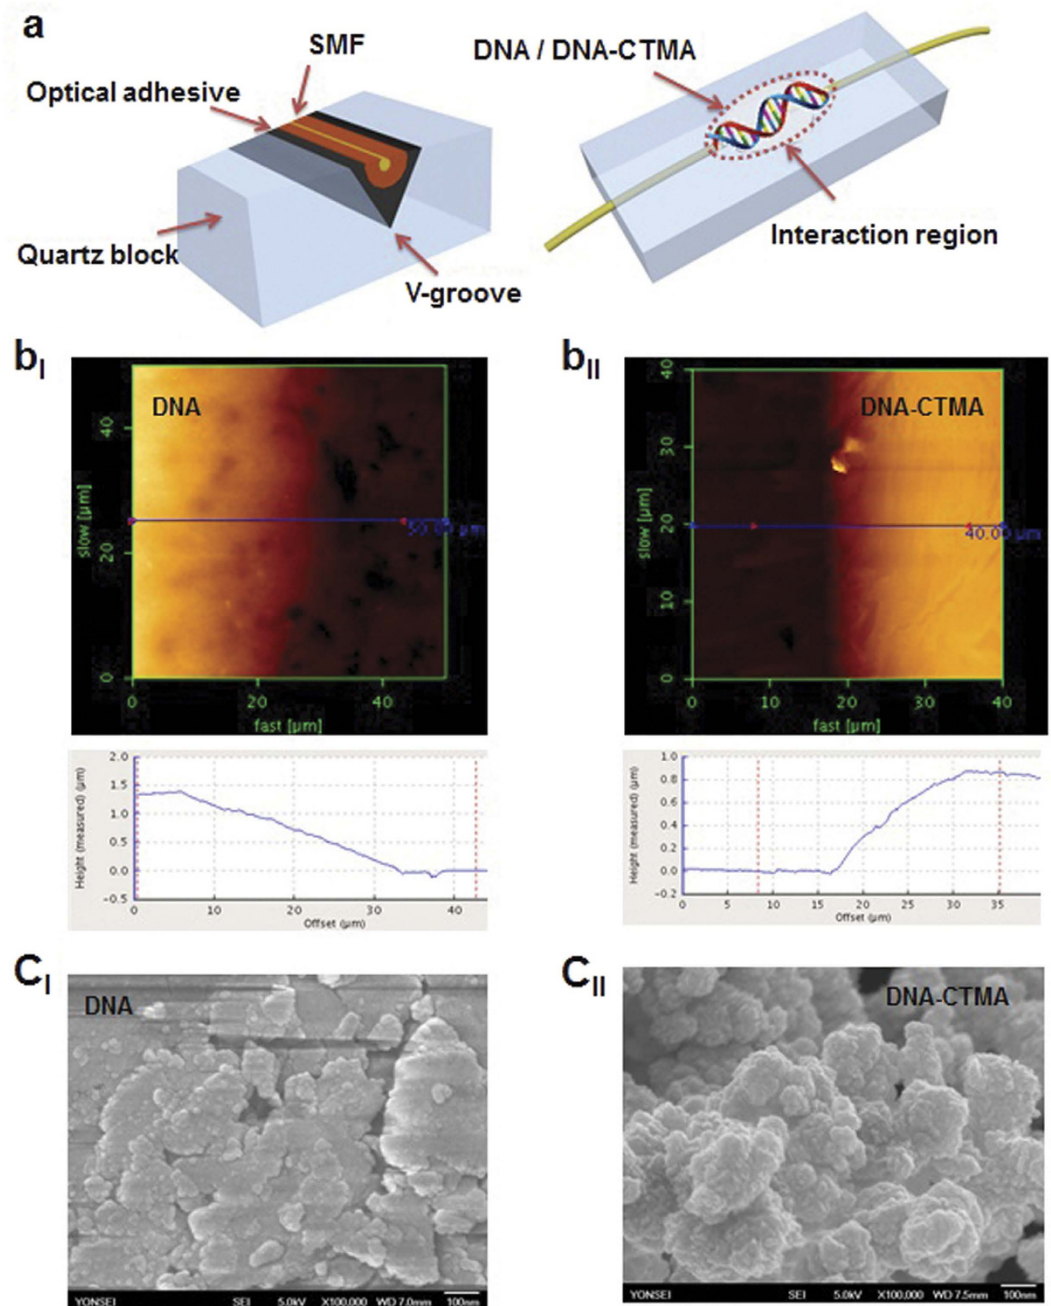 a
SMF
DNA / DNA-CTMA
Optical adhesive
Quartz block
Interaction region
V-groove
bI
DNA
slow [µm]
40
20
0
50.00 µm
0 20 40
fast [µm]
bII
DNA-CTMA
slow [µm]
40
30
20
10
0
40.00 µm
0 10 20 30 40
fast [µm]
Height (measured) (µm)
2.0
1.5
1.0
0.5
0.0
-0.5
0 10 20 30 40
Offset (µm)
Height (measured) (µm)
1.0
0.8
0.6
0.4
0.2
0.0
-0.2
0 5 10 15 20 25 30 35
Offset (µm)
CI
DNA
YONSEI SEI 5.0kV X100,000 WD 7.0mm 100nm
CII
DNA-CTMA
YONSEI SEI 5.0kV X100,000 WD 7.5mm 100nm